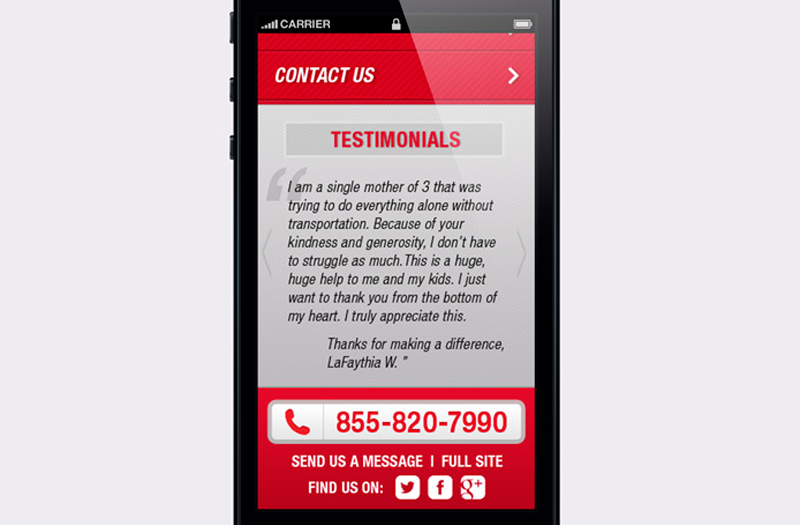 CARRIER
CONTACT US
TESTIMONIALS
“
I am a single mother of 3 that was
trying to do everything alone without
transportation. Because of your
kindness and generosity, I don't have
to struggle as much.This is a huge,
huge help to me and my kids. I just
want to thank you from the bottom of
my heart. I truly appreciate this.
Thanks for making a difference,
LaFaythia W. ”
855-820-7990
SEND US A MESSAGE | FULL SITE
FIND US ON: f g+